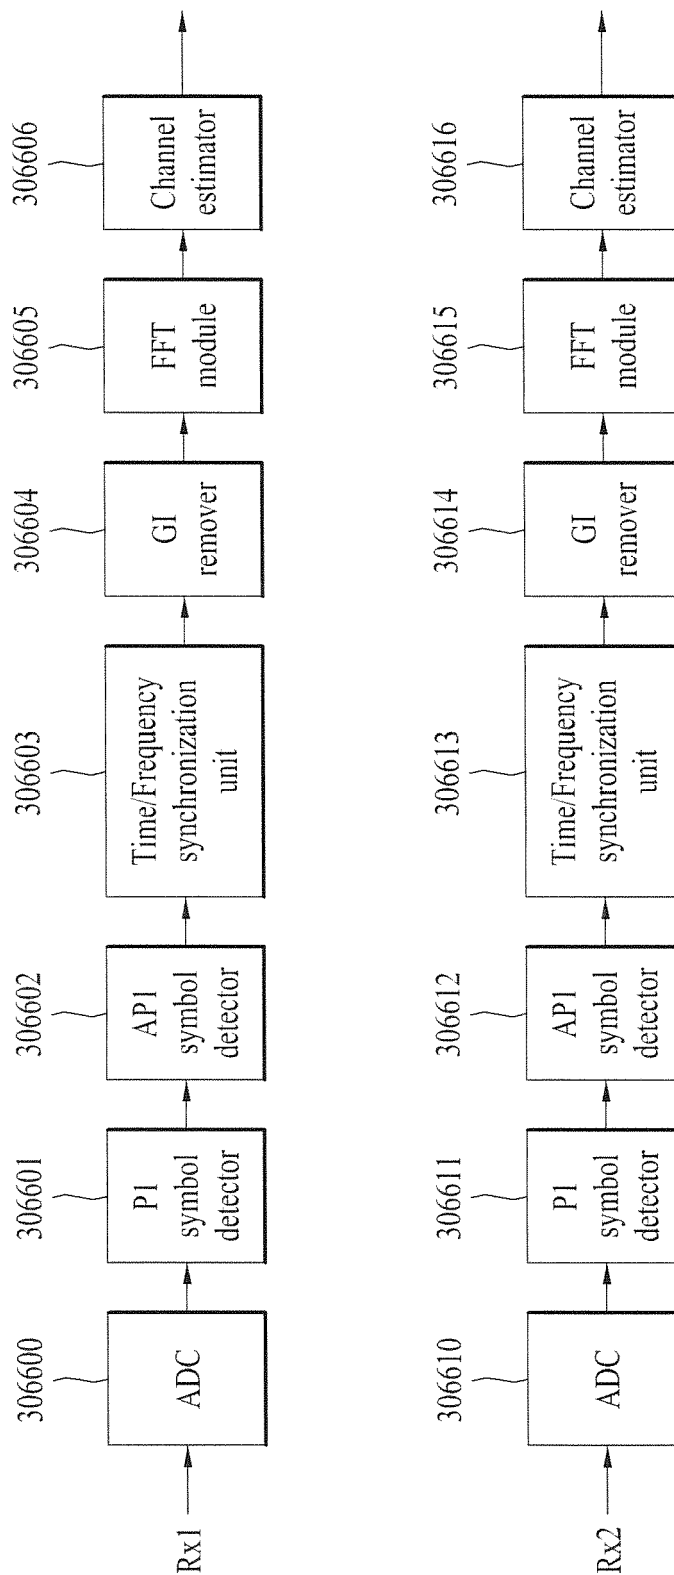 306600
306601
306602
306603
306604
306605
306606
Rx1
ADC
P1
symbol
detector
AP1
symbol
detector
Time/Frequency
synchronization
unit
GI
remover
FFT
module
Channel
estimator
306610
306611
306612
306613
306614
306615
306616
Rx2
ADC
P1
symbol
detector
AP1
symbol
detector
Time/Frequency
synchronization
unit
GI
remover
FFT
module
Channel
estimator